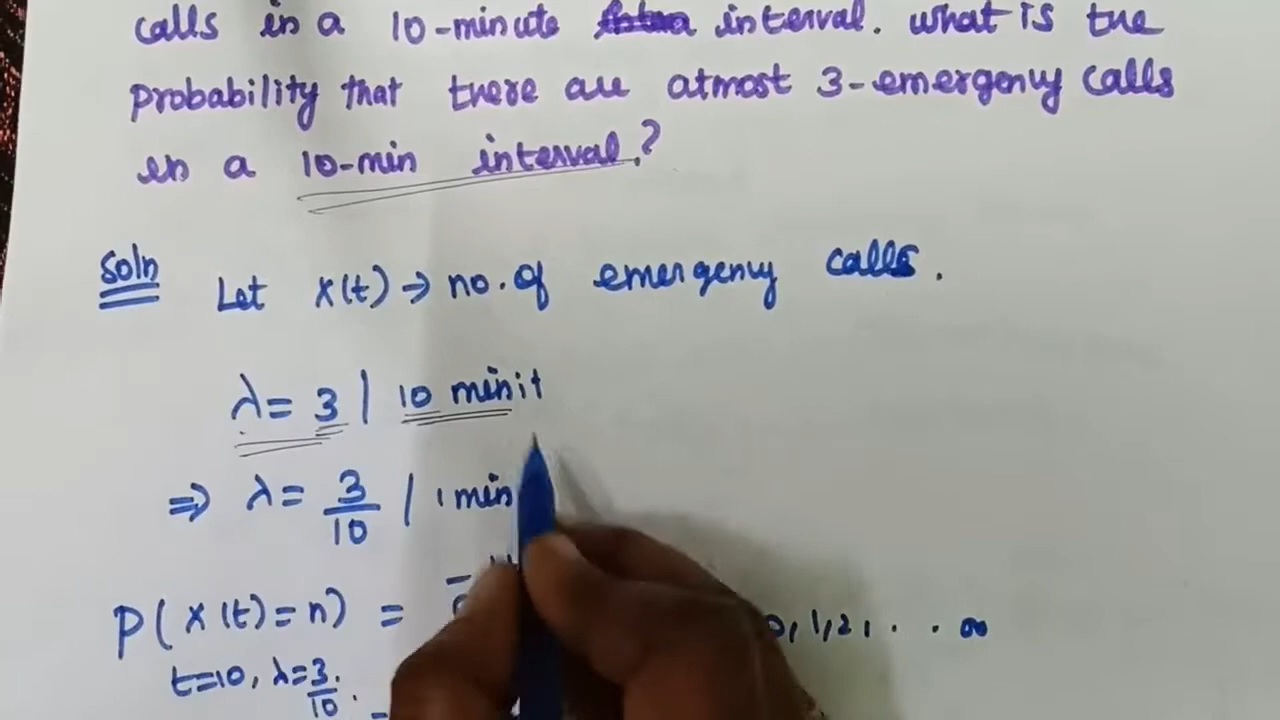 calls in a 10-minute interval. what is the
probability that there are atmost 3-emergency calls
in a 10-min interval.?
Soln Let X(t) → no. of emergency calls.
λ = 3 | 10 minit
⇒ λ = 3/10 | 1 min
P(X(t)=n) = 0,1,2, . . ∞
t=10, λ=3/10.